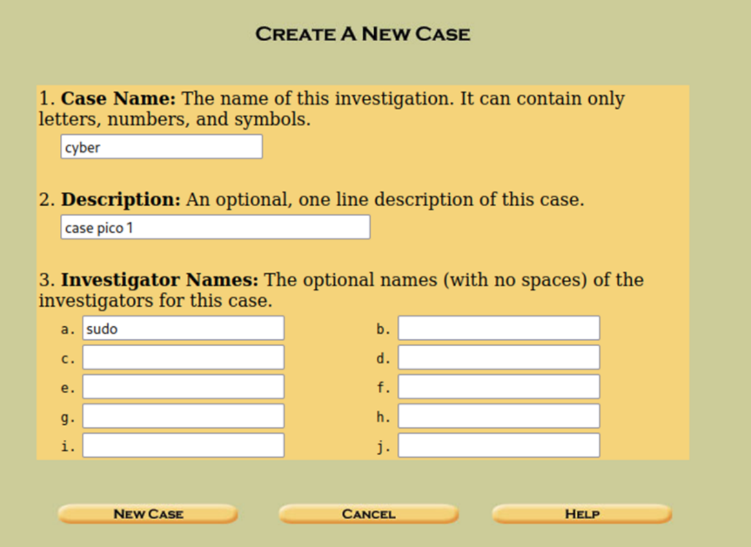 CREATE A NEW CASE
1. Case Name: The name of this investigation. It can contain only
letters, numbers, and symbols.
cyber
2. Description: An optional, one line description of this case.
case pico 1
3. Investigator Names: The optional names (with no spaces) of the
investigators for this case.
a. sudo b.
c. d.
e. f.
g. h.
i. j.
NEW CASE CANCEL HELP